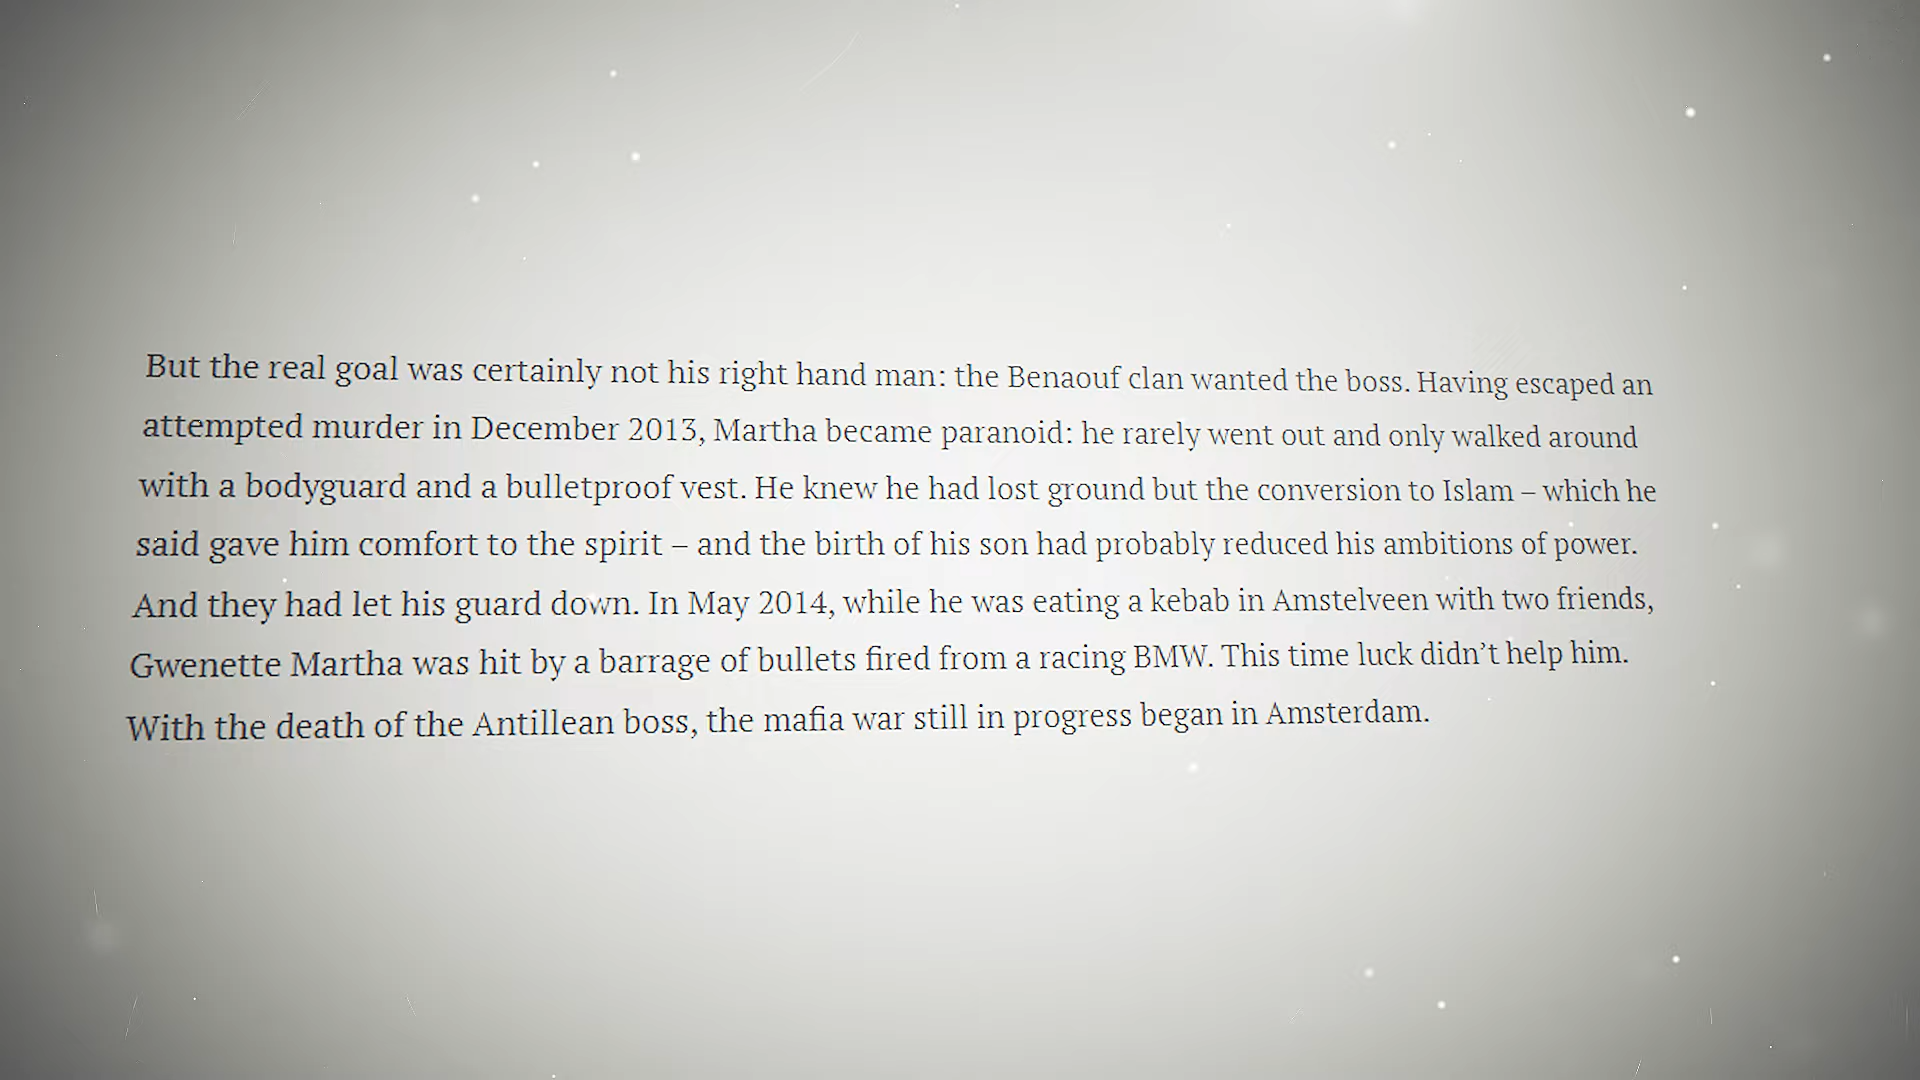 But the real goal was certainly not his right hand man: the Benaouf clan wanted the boss. Having escaped an
attempted murder in December 2013, Martha became paranoid: he rarely went out and only walked around
with a bodyguard and a bulletproof vest. He knew he had lost ground but the conversion to Islam – which he
said gave him comfort to the spirit – and the birth of his son had probably reduced his ambitions of power.
And they had let his guard down. In May 2014, while he was eating a kebab in Amstelveen with two friends,
Gwenette Martha was hit by a barrage of bullets fired from a racing BMW. This time luck didn’t help him.
With the death of the Antillean boss, the mafia war still in progress began in Amsterdam.